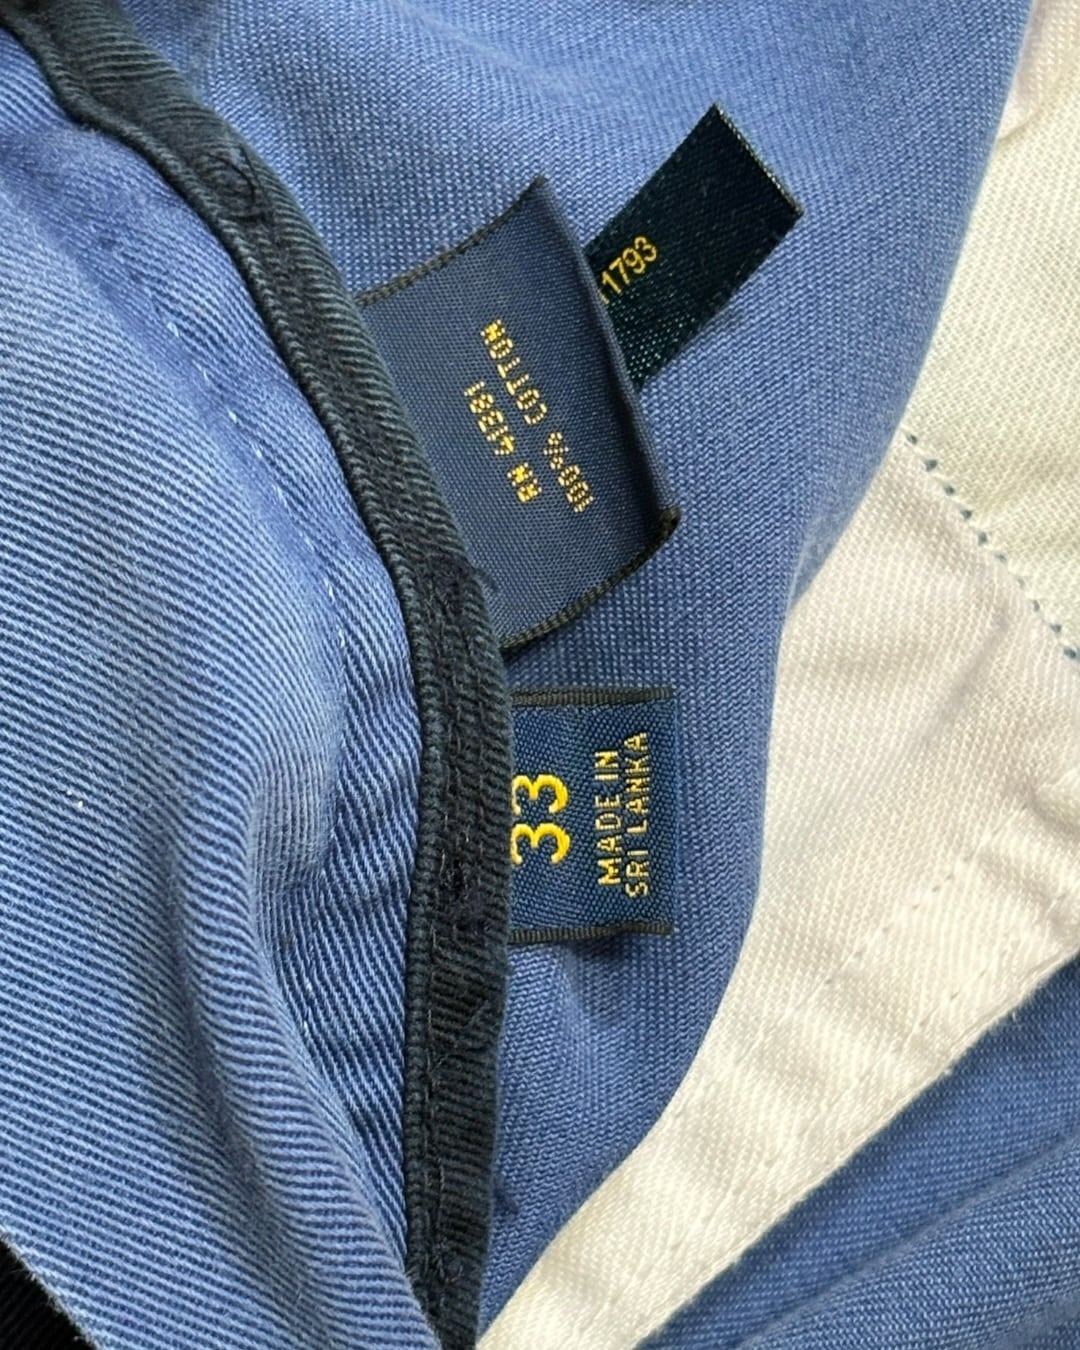 1793
100% COTTON
RN 41381
33
MADE IN
SRI LANKA